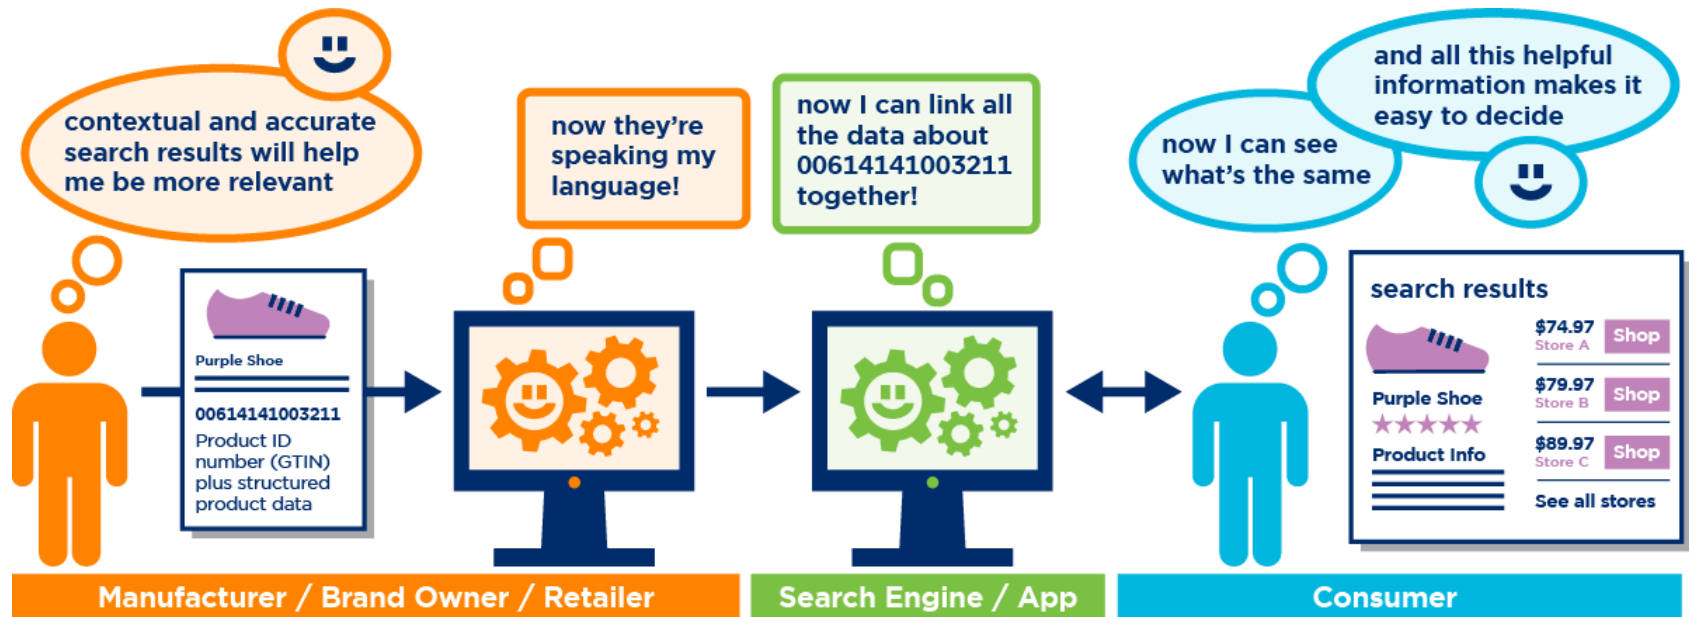 contextual and accurate
search results will help
me be more relevant
Purple Shoe
00614141003211
Product ID
number (GTIN)
plus structured
product data
now they’re
speaking my
language!
now I can link all
the data about
00614141003211
together!
now I can see
what’s the same
and all this helpful
information makes it
easy to decide
search results
Purple Shoe
Product Info
$74.97
Store A
Shop
$79.97
Store B
Shop
$89.97
Store C
Shop
See all stores
Manufacturer / Brand Owner / Retailer
Search Engine / App
Consumer